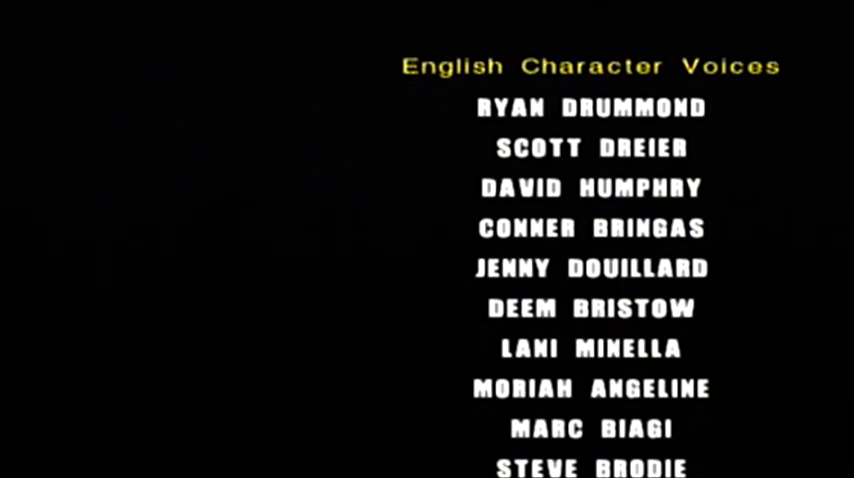 English Character Voices
RYAN DRUMMOND
SCOTT DREIER
DAVID HUMPHRY
CONNER BRINGAS
JENNY DOUILLARD
DEEM BRISTOW
LANI MINELLA
MORIAH ANGELINE
MARC BIAGI
STEVE BRODIE